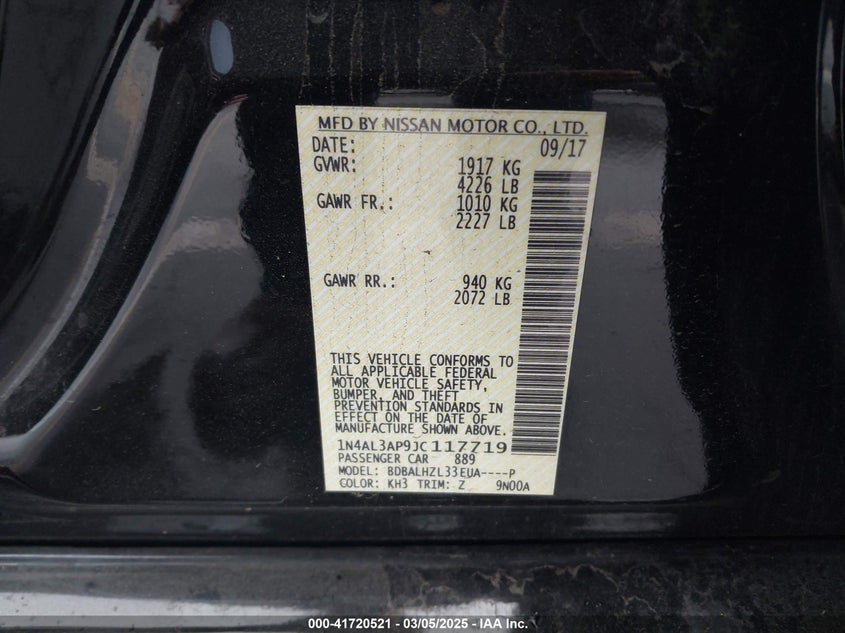 MFD BY NISSAN MOTOR CO., LTD.
DATE: 09/17
GVWR: 1917 KG
4226 LB
GAWR FR.: 1010 KG
2227 LB
GAWR RR.: 940 KG
2072 LB
THIS VEHICLE CONFORMS TO
ALL APPLICABLE FEDERAL
MOTOR VEHICLE SAFETY,
BUMPER, AND THEFT
PREVENTION STANDARDS IN
EFFECT ON THE DATE OF
MANUFACTURE SHOWN ABOVE.
1N4AL3AP9JC117719
PASSENGER CAR 889
MODEL: BDBALHZL33EUA----P
COLOR: KH3 TRIM: Z 9N00A
000-41720521 - 03/05/2025 - IAA Inc.